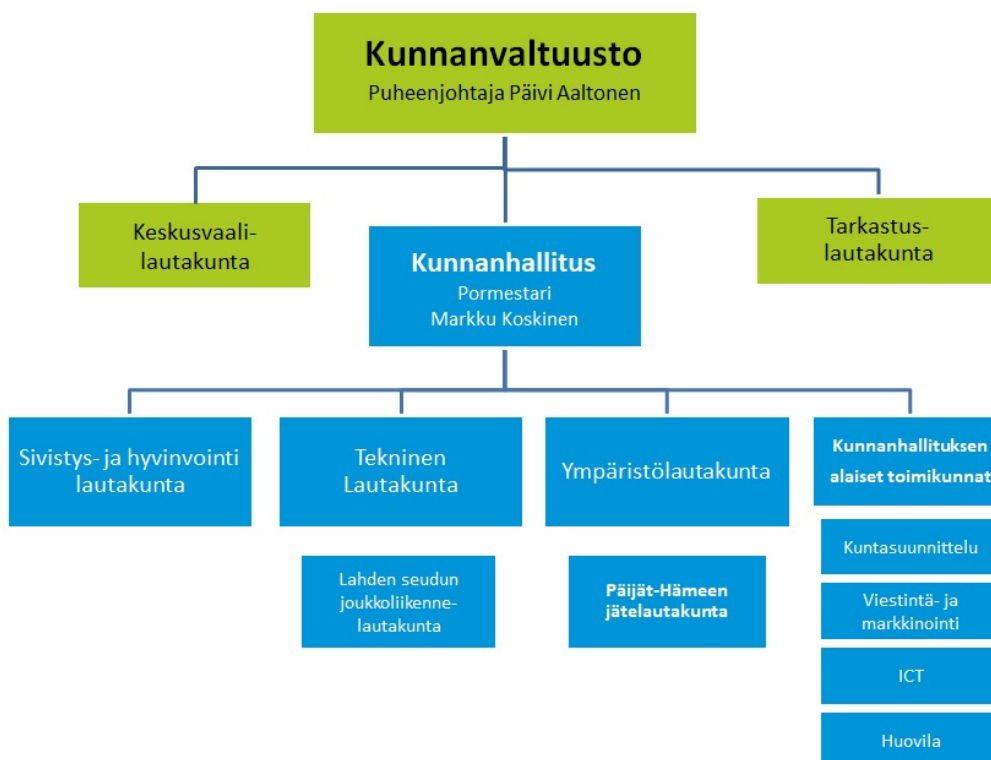 Kunnanvaltuusto
Puheenjohtaja Päivi Aaltonen
Keskusvaali-
lautakunta
Kunnanhallitus
Pormestari
Markku Koskinen
Tarkastus-
lautakunta
Sivistys- ja hyvinvointi
lautakunta
Tekninen
Lautakunta
Ympäristölautakunta
Kunnanhallituksen
alaiset toimikunnat
Lahden seudun
joukkoliikenne-
lautakunta
Päijät-Hämeen
jätelautakunta
Kuntasuunnittelu
Viestintä- ja
markkinointi
ICT
Huovila